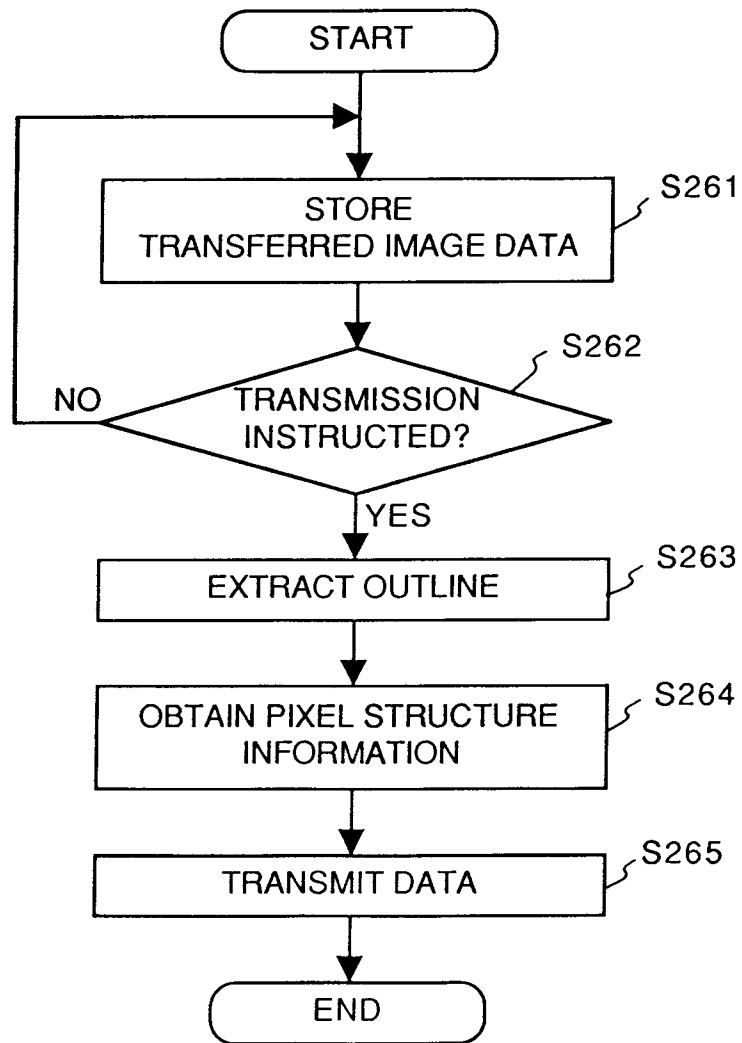 START
S261
STORE
TRANSFERRED IMAGE DATA
S262
NO
TRANSMISSION
INSTRUCTED?
YES
S263
EXTRACT OUTLINE
S264
OBTAIN PIXEL STRUCTURE
INFORMATION
S265
TRANSMIT DATA
END